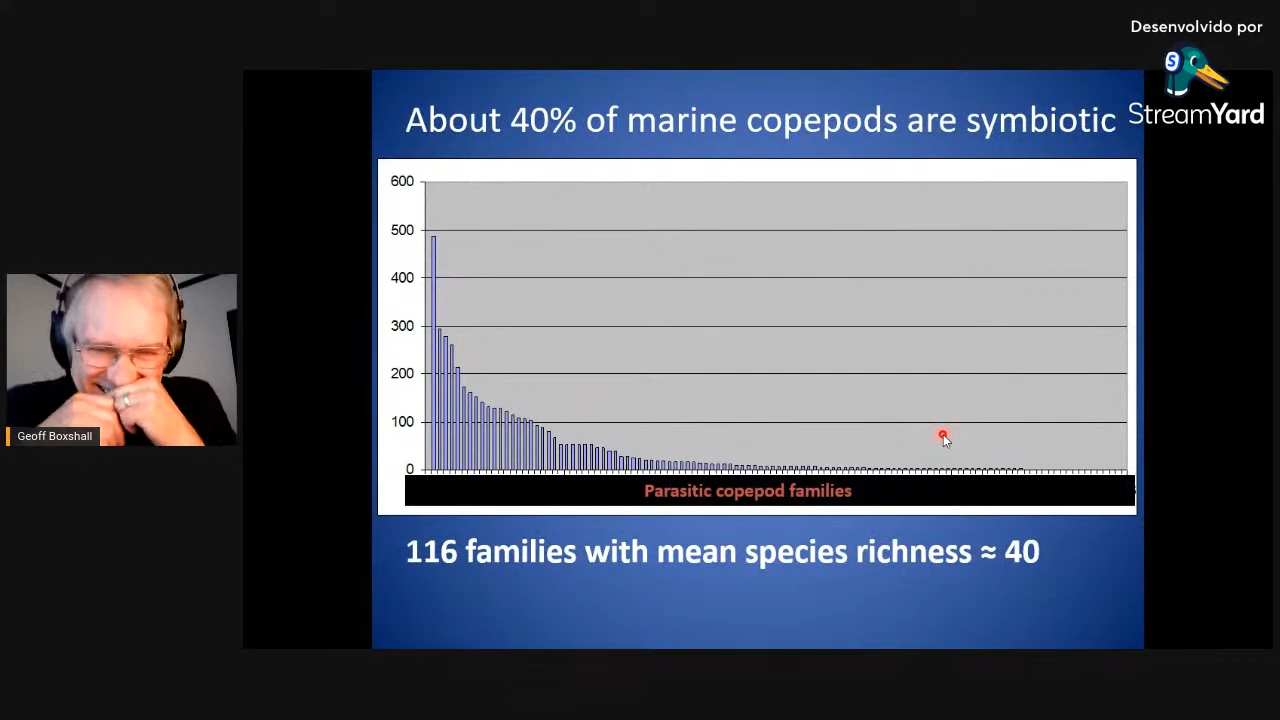 Desenvolvido por
StreamYard
About 40% of marine copepods are symbiotic
600
500
400
300
200
100
0
Parasitic copepod families
116 families with mean species richness ≈ 40
Geoff Boxshall